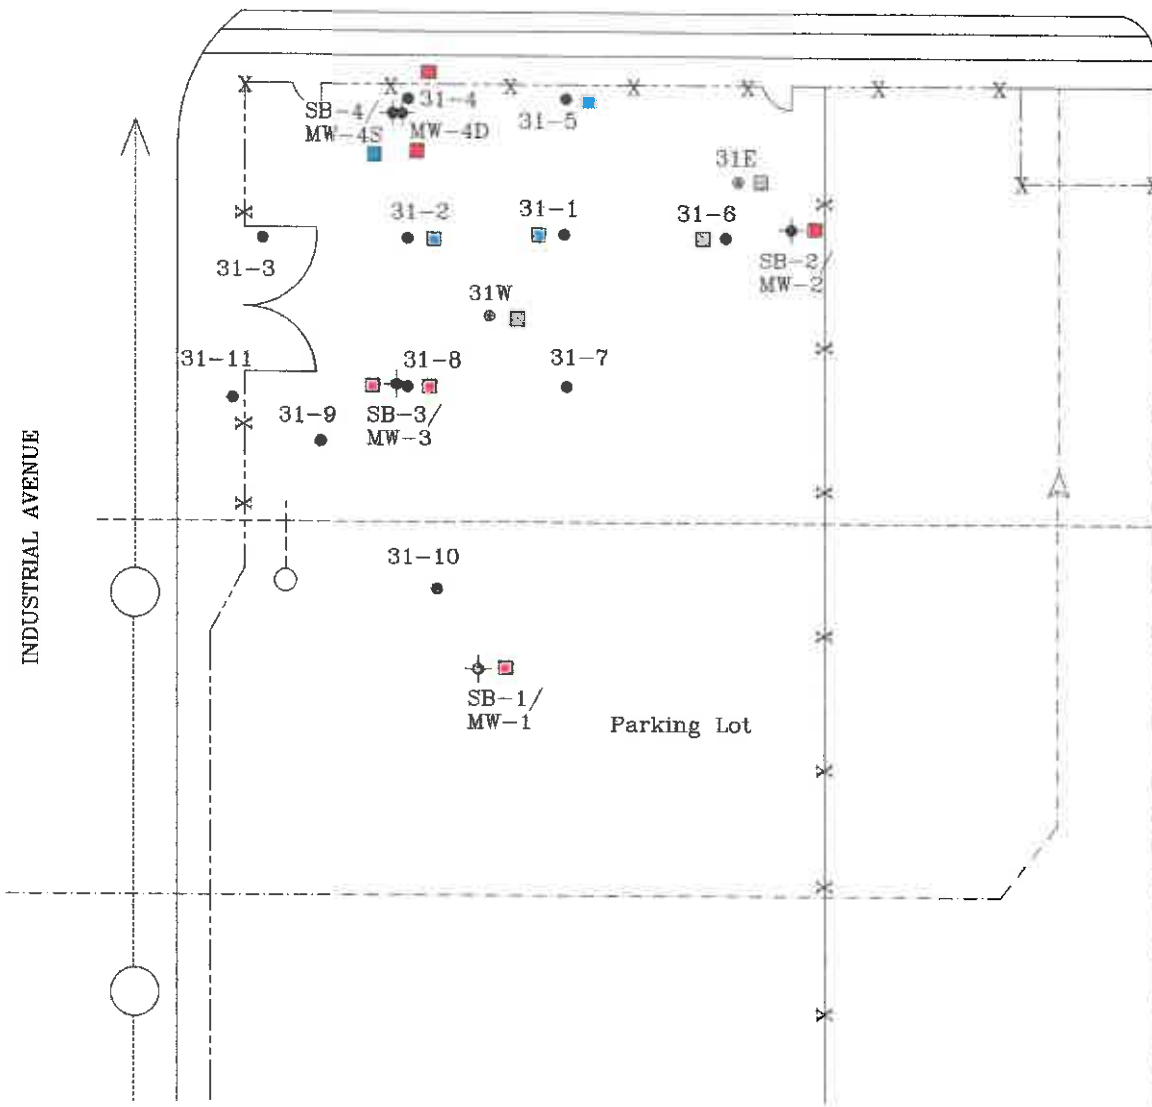 SB-4/
MW-4S
31-4
MW-4D
31-5
31E
31-2
31-1
31-6
31-3
SB-2/
MW-2
31W
31-11
31-8
31-7
31-9
SB-3/
MW-3
INDUSTRIAL AVENUE
31-10
SB-1/
MW-1
Parking Lot